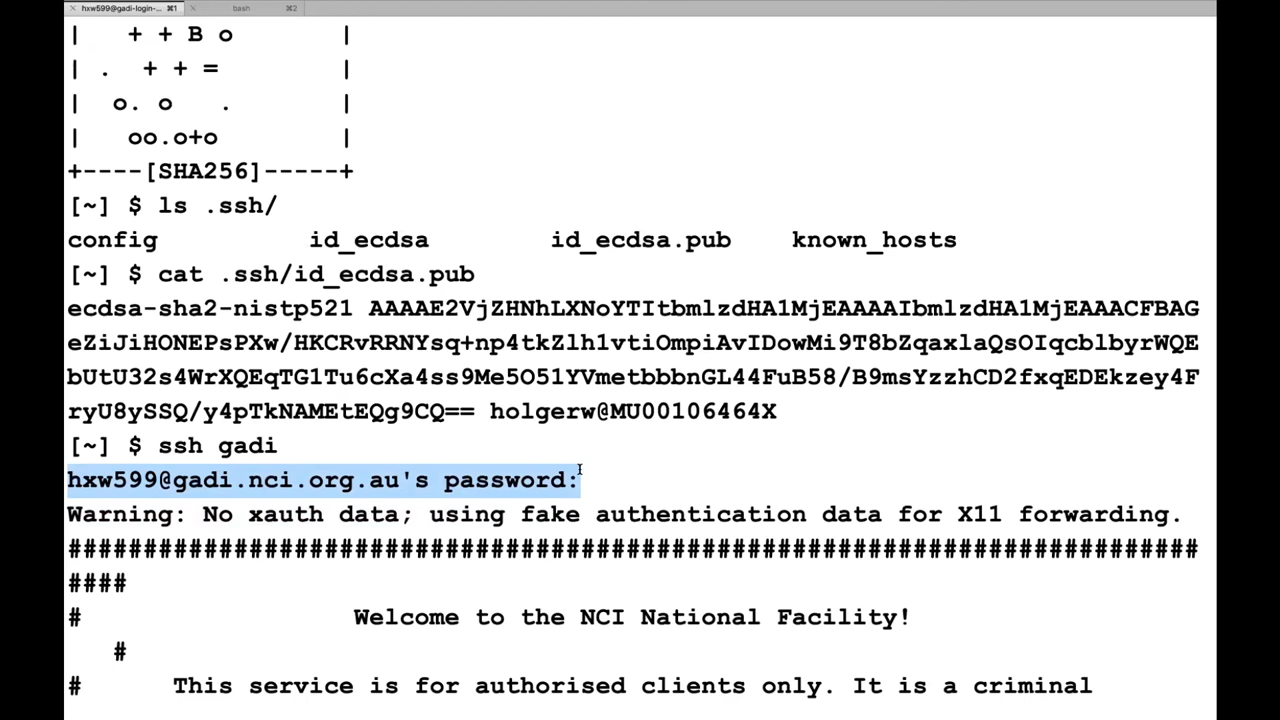 hxw599@gadi-login-... ⌘1 bash ⌘2
|   + + B o       |
| .  + + =        |
|  o. o   .       |
|   oo.o+o        |
+----[SHA256]-----+
[~] $ ls .ssh/
config          id_ecdsa        id_ecdsa.pub    known_hosts
[~] $ cat .ssh/id_ecdsa.pub
ecdsa-sha2-nistp521 AAAAE2VjZHNhLXNoYTItbmlzdHA1MjEAAAAIbmlzdHA1MjEAAACFBAG
eZiJiHONEPsPXw/HKCRvRRNYsq+np4tkZlh1vtiOmpiAvIDowMi9T8bZqaxlaQsOIqcblbyrWQE
bUtU32s4WrXQEqTG1Tu6cXa4ss9Me5O51YVmetbbbnGL44FuB58/B9msYzzhCD2fxqEDEkzey4F
ryU8ySSQ/y4pTkNAMEtEQg9CQ== holgerw@MU00106464X
[~] $ ssh gadi
hxw599@gadi.nci.org.au's password:
Warning: No xauth data; using fake authentication data for X11 forwarding.
###########################################################################
####
#                  Welcome to the NCI National Facility!
   #
#      This service is for authorised clients only. It is a criminal